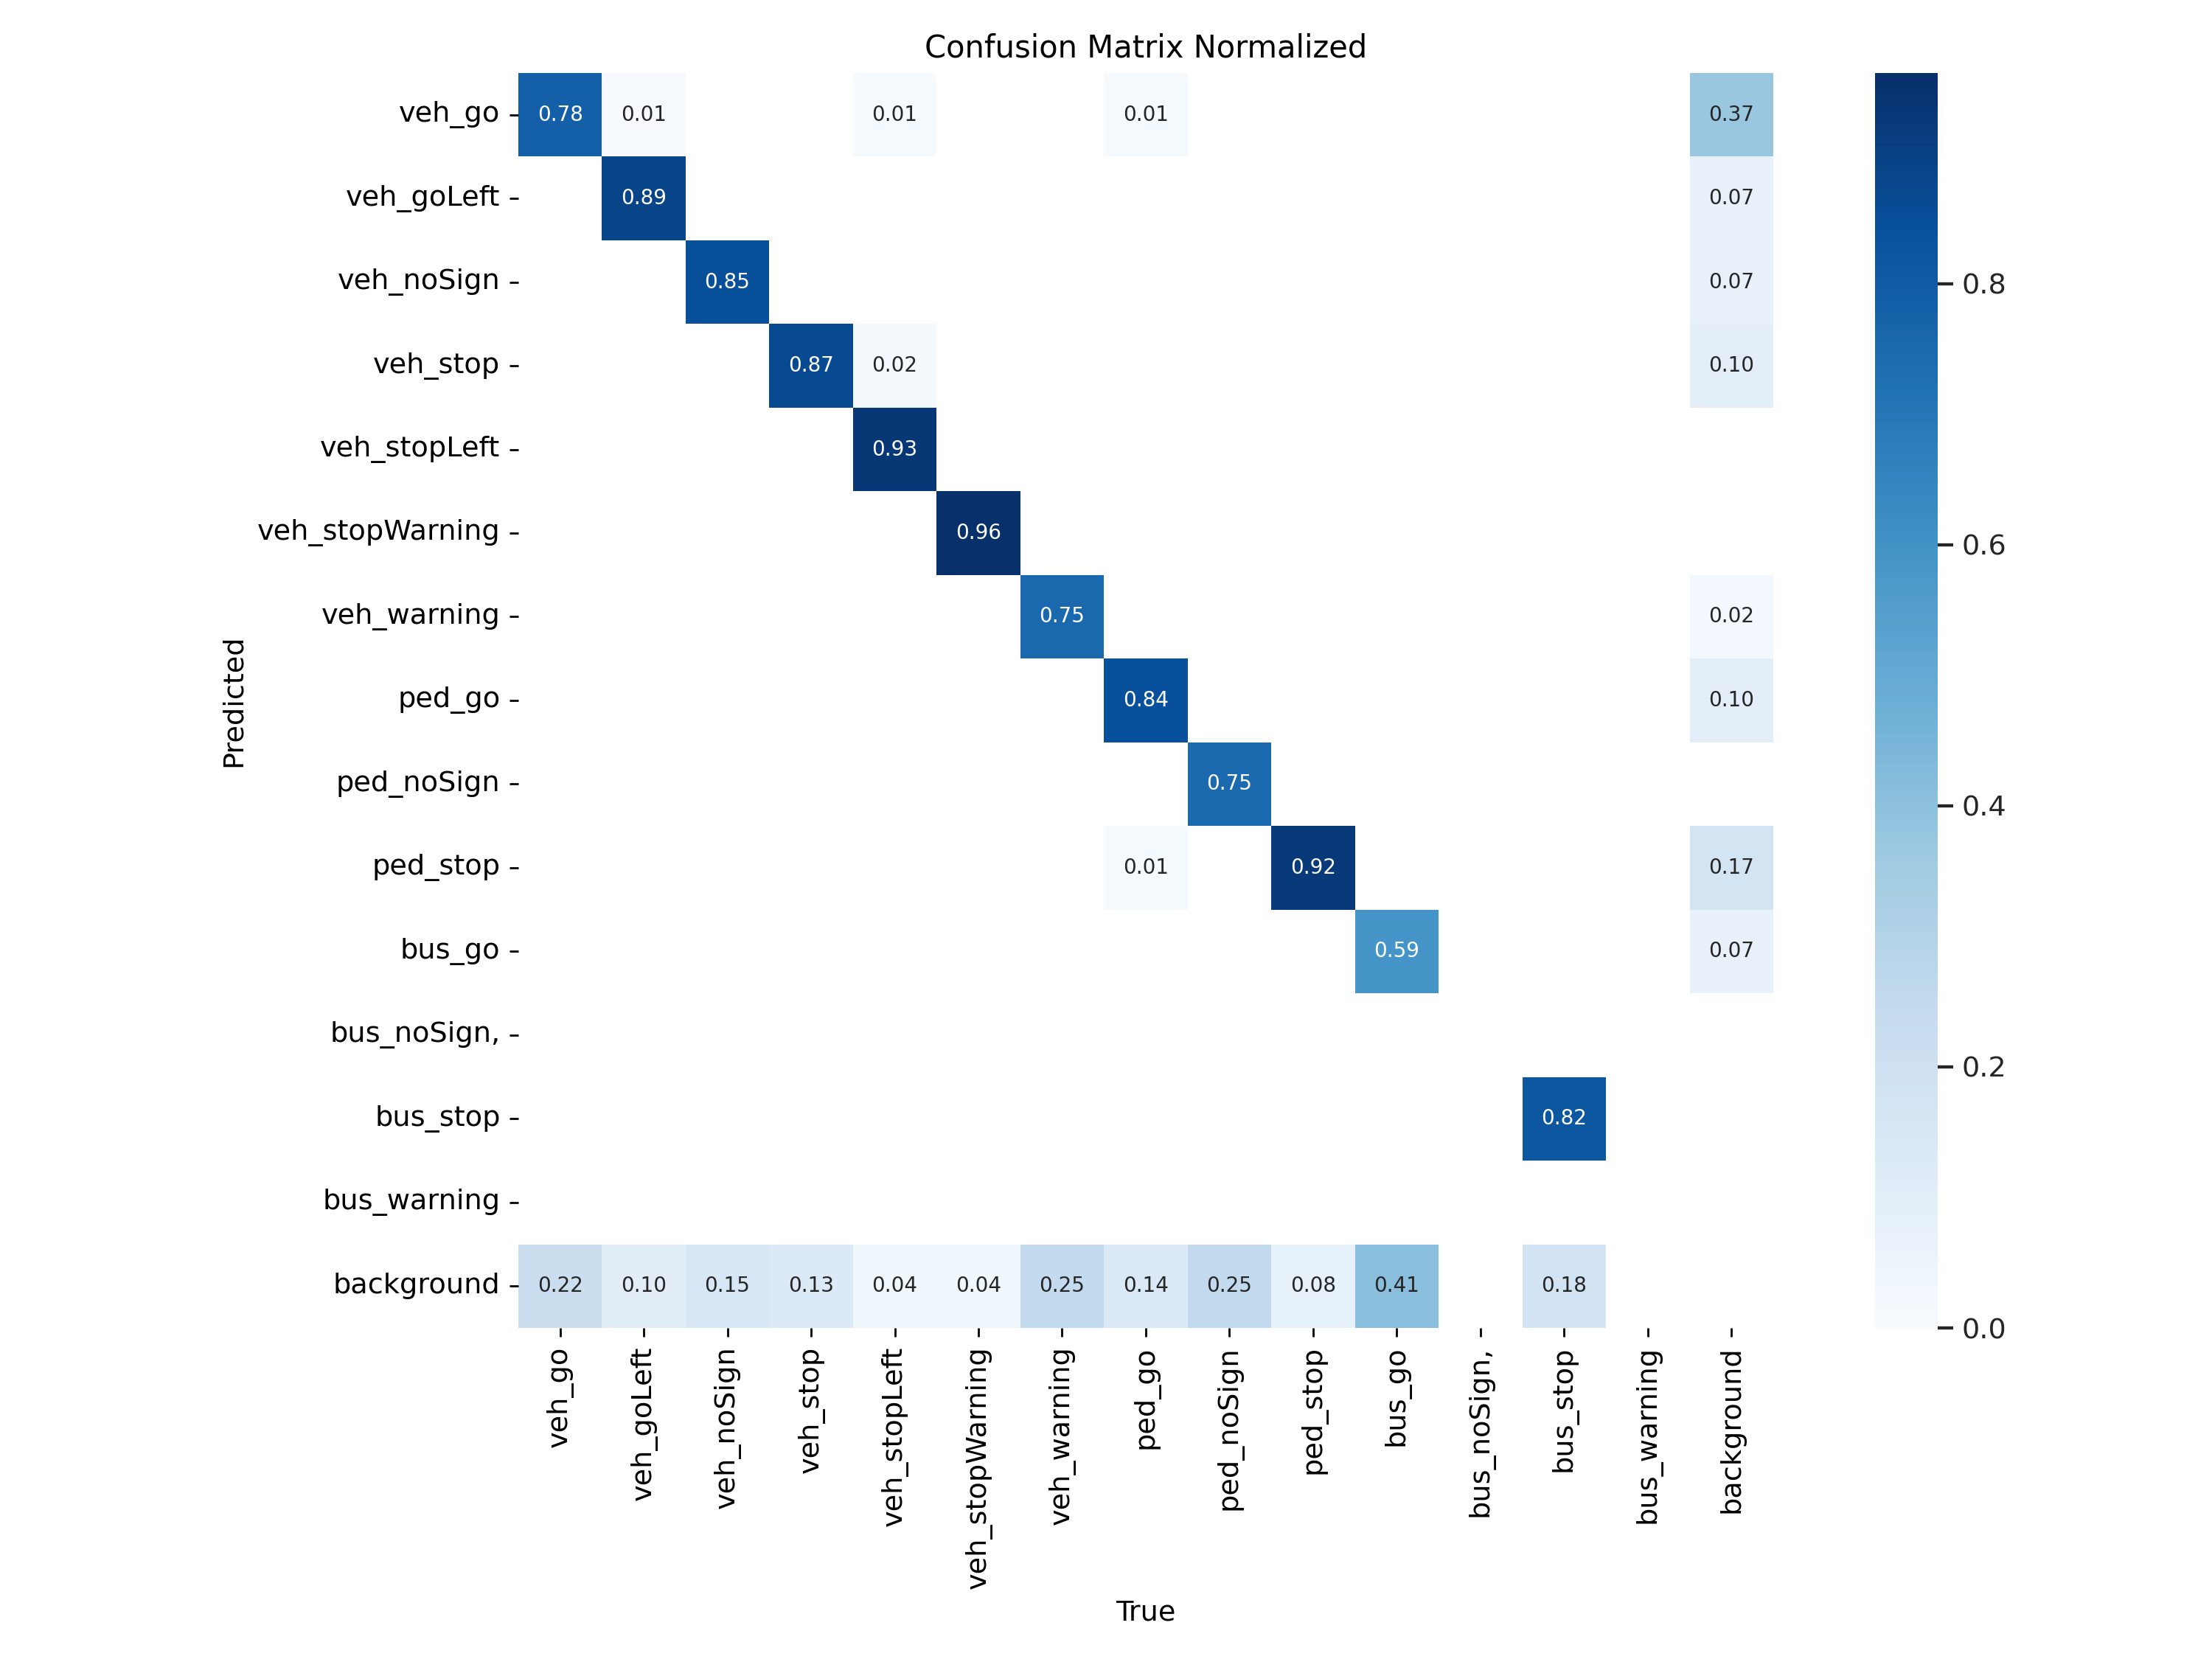 Confusion Matrix Normalized
veh_go 0.78 0.01 0.01 0.01 0.37
veh_goLeft 0.89 0.07
veh_noSign 0.85 0.07
0.8
veh_stop 0.87 0.02 0.10
veh_stopLeft 0.93
veh_stopWarning 0.96
0.6
veh_warning 0.75 0.02
Predicted
ped_go 0.84 0.10
ped_noSign 0.75
0.4
ped_stop 0.01 0.92 0.17
bus_go 0.59 0.07
bus_noSign,
0.2
bus_stop 0.82
bus_warning
background 0.22 0.10 0.15 0.13 0.04 0.04 0.25 0.14 0.25 0.08 0.41 0.18
0.0
veh_go
veh_goLeft
veh_noSign
veh_stop
veh_stopLeft
veh_stopWarning
veh_warning
ped_go
ped_noSign
ped_stop
bus_go
bus_noSign,
bus_stop
bus_warning
background
True